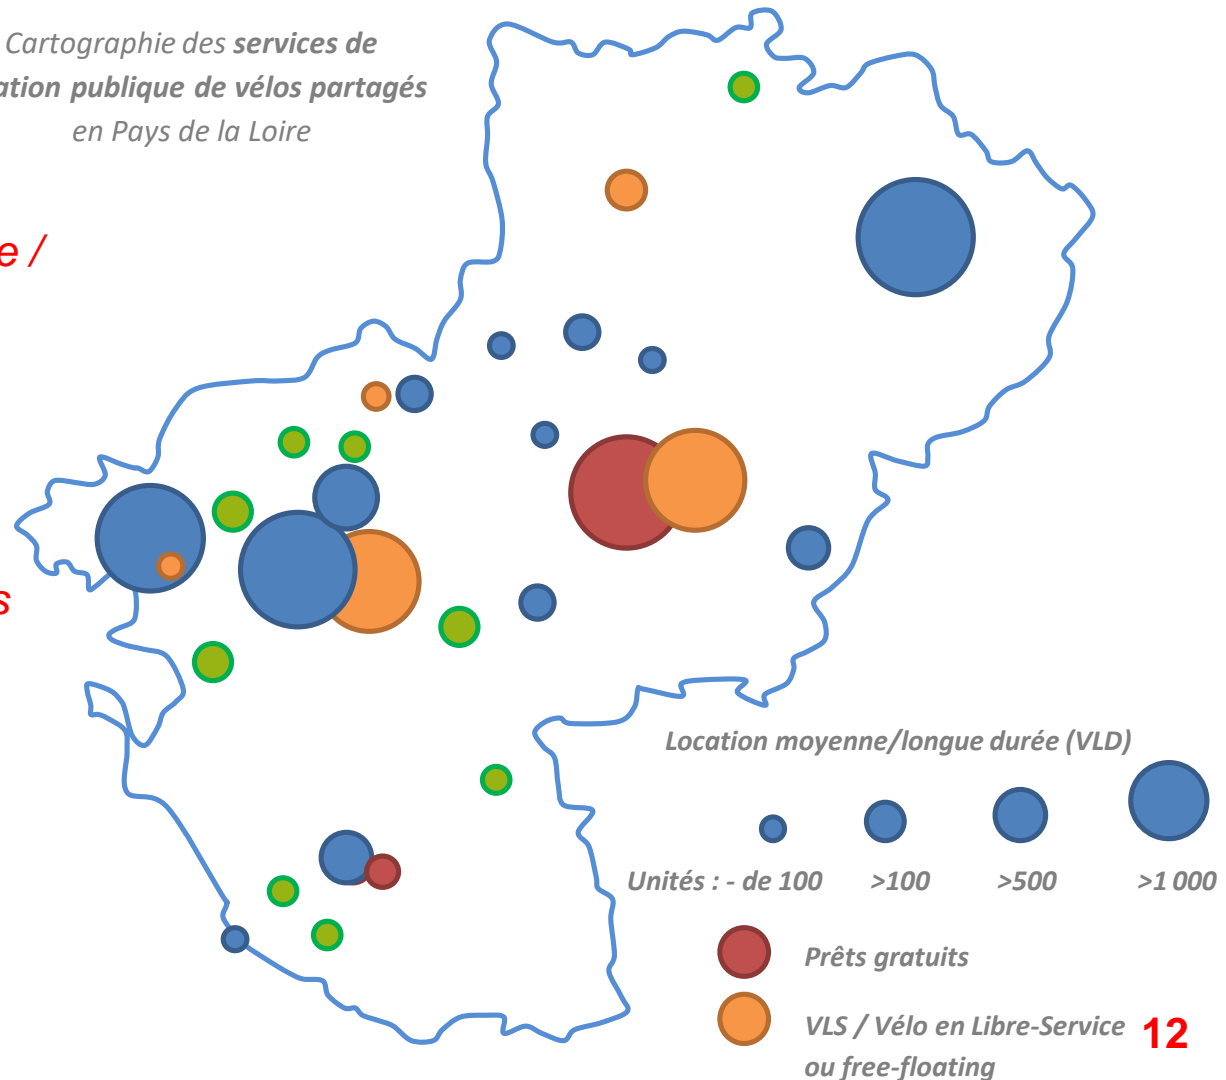 Cartographie des services de
ation publique de vélos partagés
en Pays de la Loire
e /
s
Location moyenne/longue durée (VLD)
Unités : - de 100 >100 >500 >1 000
Prêts gratuits
VLS / Vélo en Libre-Service
ou free-floating
12